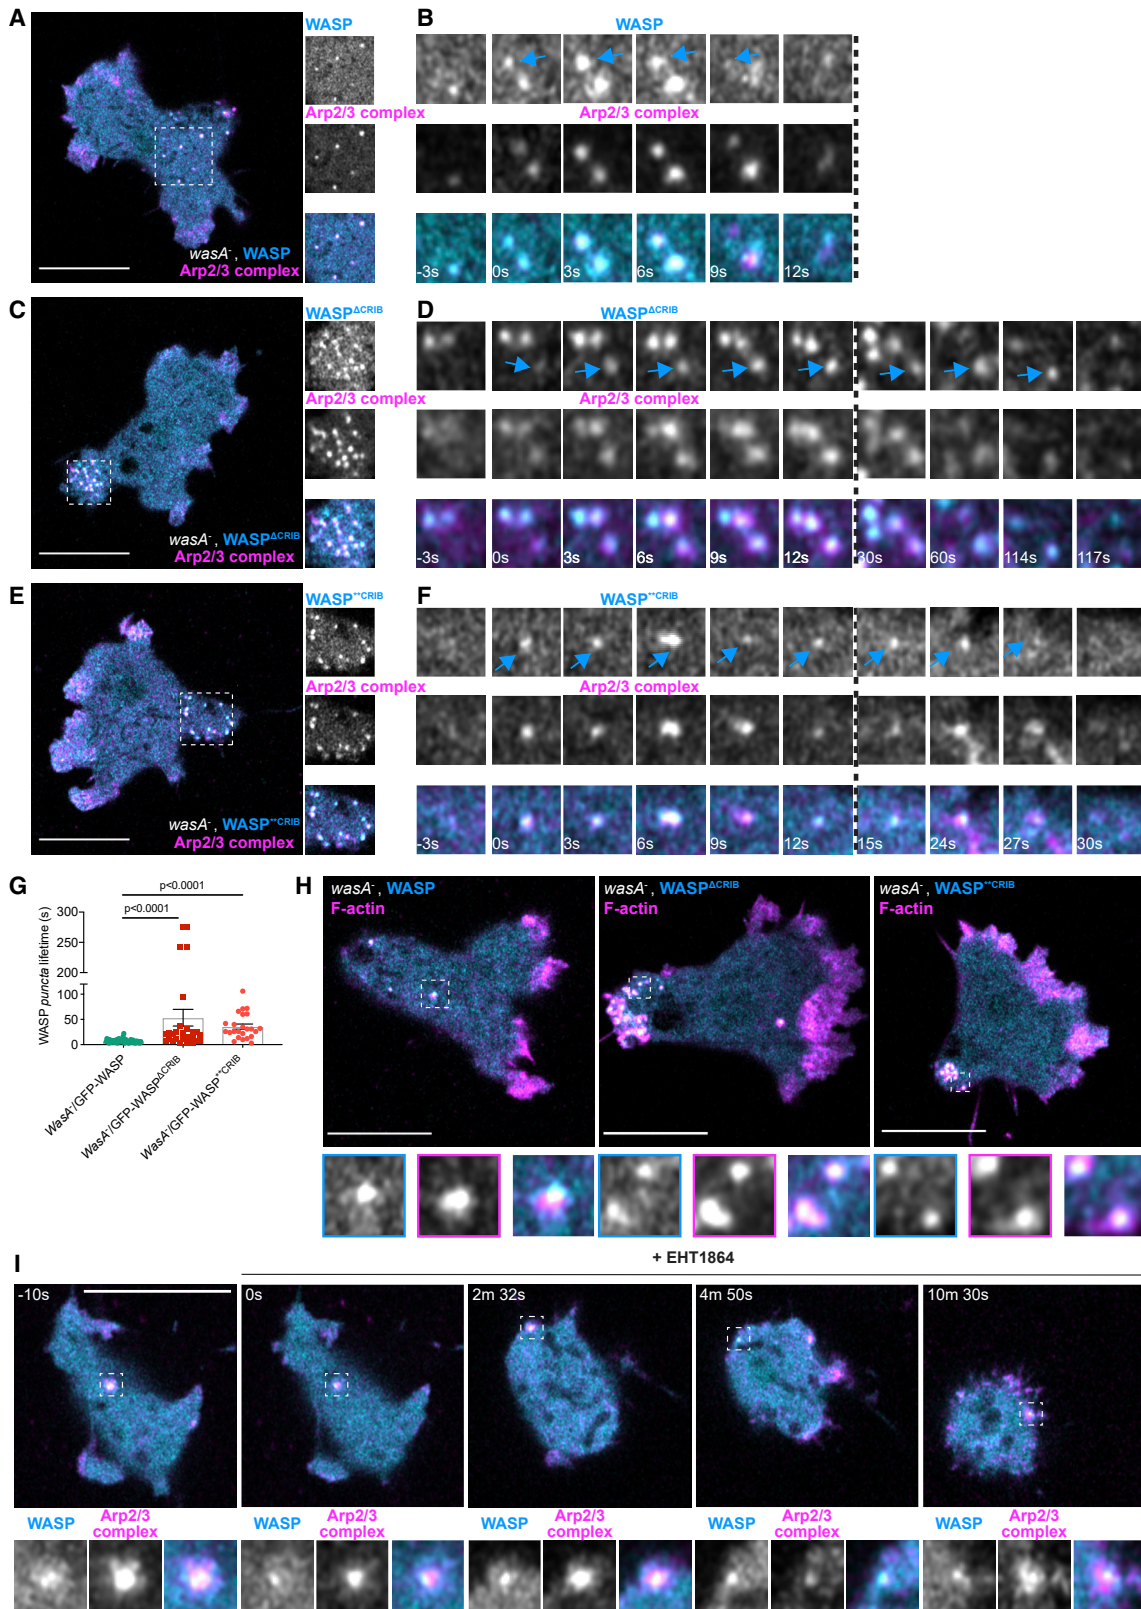 A
WASP
B
WASP
Arp2/3 complex
Arp2/3 complex
wasA-, WASP
Arp2/3 complex
-3s
0s
3s
6s
9s
12s
C
WASPΔCRIB
D
WASPΔCRIB
Arp2/3 complex
Arp2/3 complex
wasA-, WASPΔCRIB
Arp2/3 complex
-3s
0s
3s
6s
9s
12s
30s
60s
114s
117s
E
WASP**CRIB
F
WASP**CRIB
Arp2/3 complex
Arp2/3 complex
wasA-, WASP**CRIB
Arp2/3 complex
-3s
0s
3s
6s
9s
12s
15s
24s
27s
30s
G
p<0.0001
p<0.0001
WASP puncta lifetime (s)
300
250
200
100
50
0
WasA-/GFP-WASP
WasA-/GFP-WASPΔCRIB
WasA-/GFP-WASP**CRIB
H
wasA-, WASP
F-actin
wasA-, WASPΔCRIB
F-actin
wasA-, WASP**CRIB
F-actin
I
+ EHT1864
-10s
0s
2m 32s
4m 50s
10m 30s
WASP
Arp2/3 complex
WASP
Arp2/3 complex
WASP
Arp2/3 complex
WASP
Arp2/3 complex
WASP
Arp2/3 complex